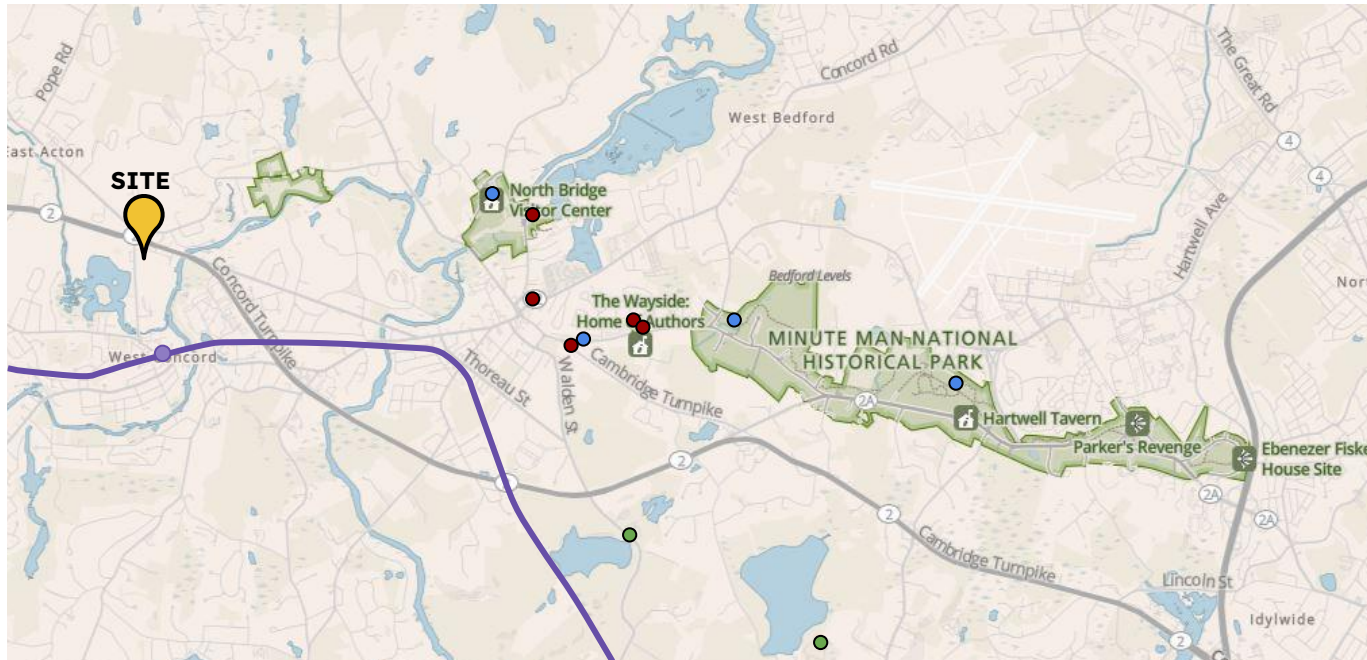 Pope Rd
East Acton
SITE
2
2
Concord Turnpike
West Concord
North Bridge
Visitor Center
Concord Rd
West Bedford
The Great Rd
4
4
Hartwell Ave
Bedford Levels
The Wayside:
Home Authors
MINUTE MAN NATIONAL
HISTORICAL PARK
Thoreau St
Walden St
Cambridge Turnpike
2A
Hartwell Tavern
Parker's Revenge
Ebenezer Fiske
House Site
2A
2A
2
2
Cambridge Turnpike
Lincoln St
Idylwide
2